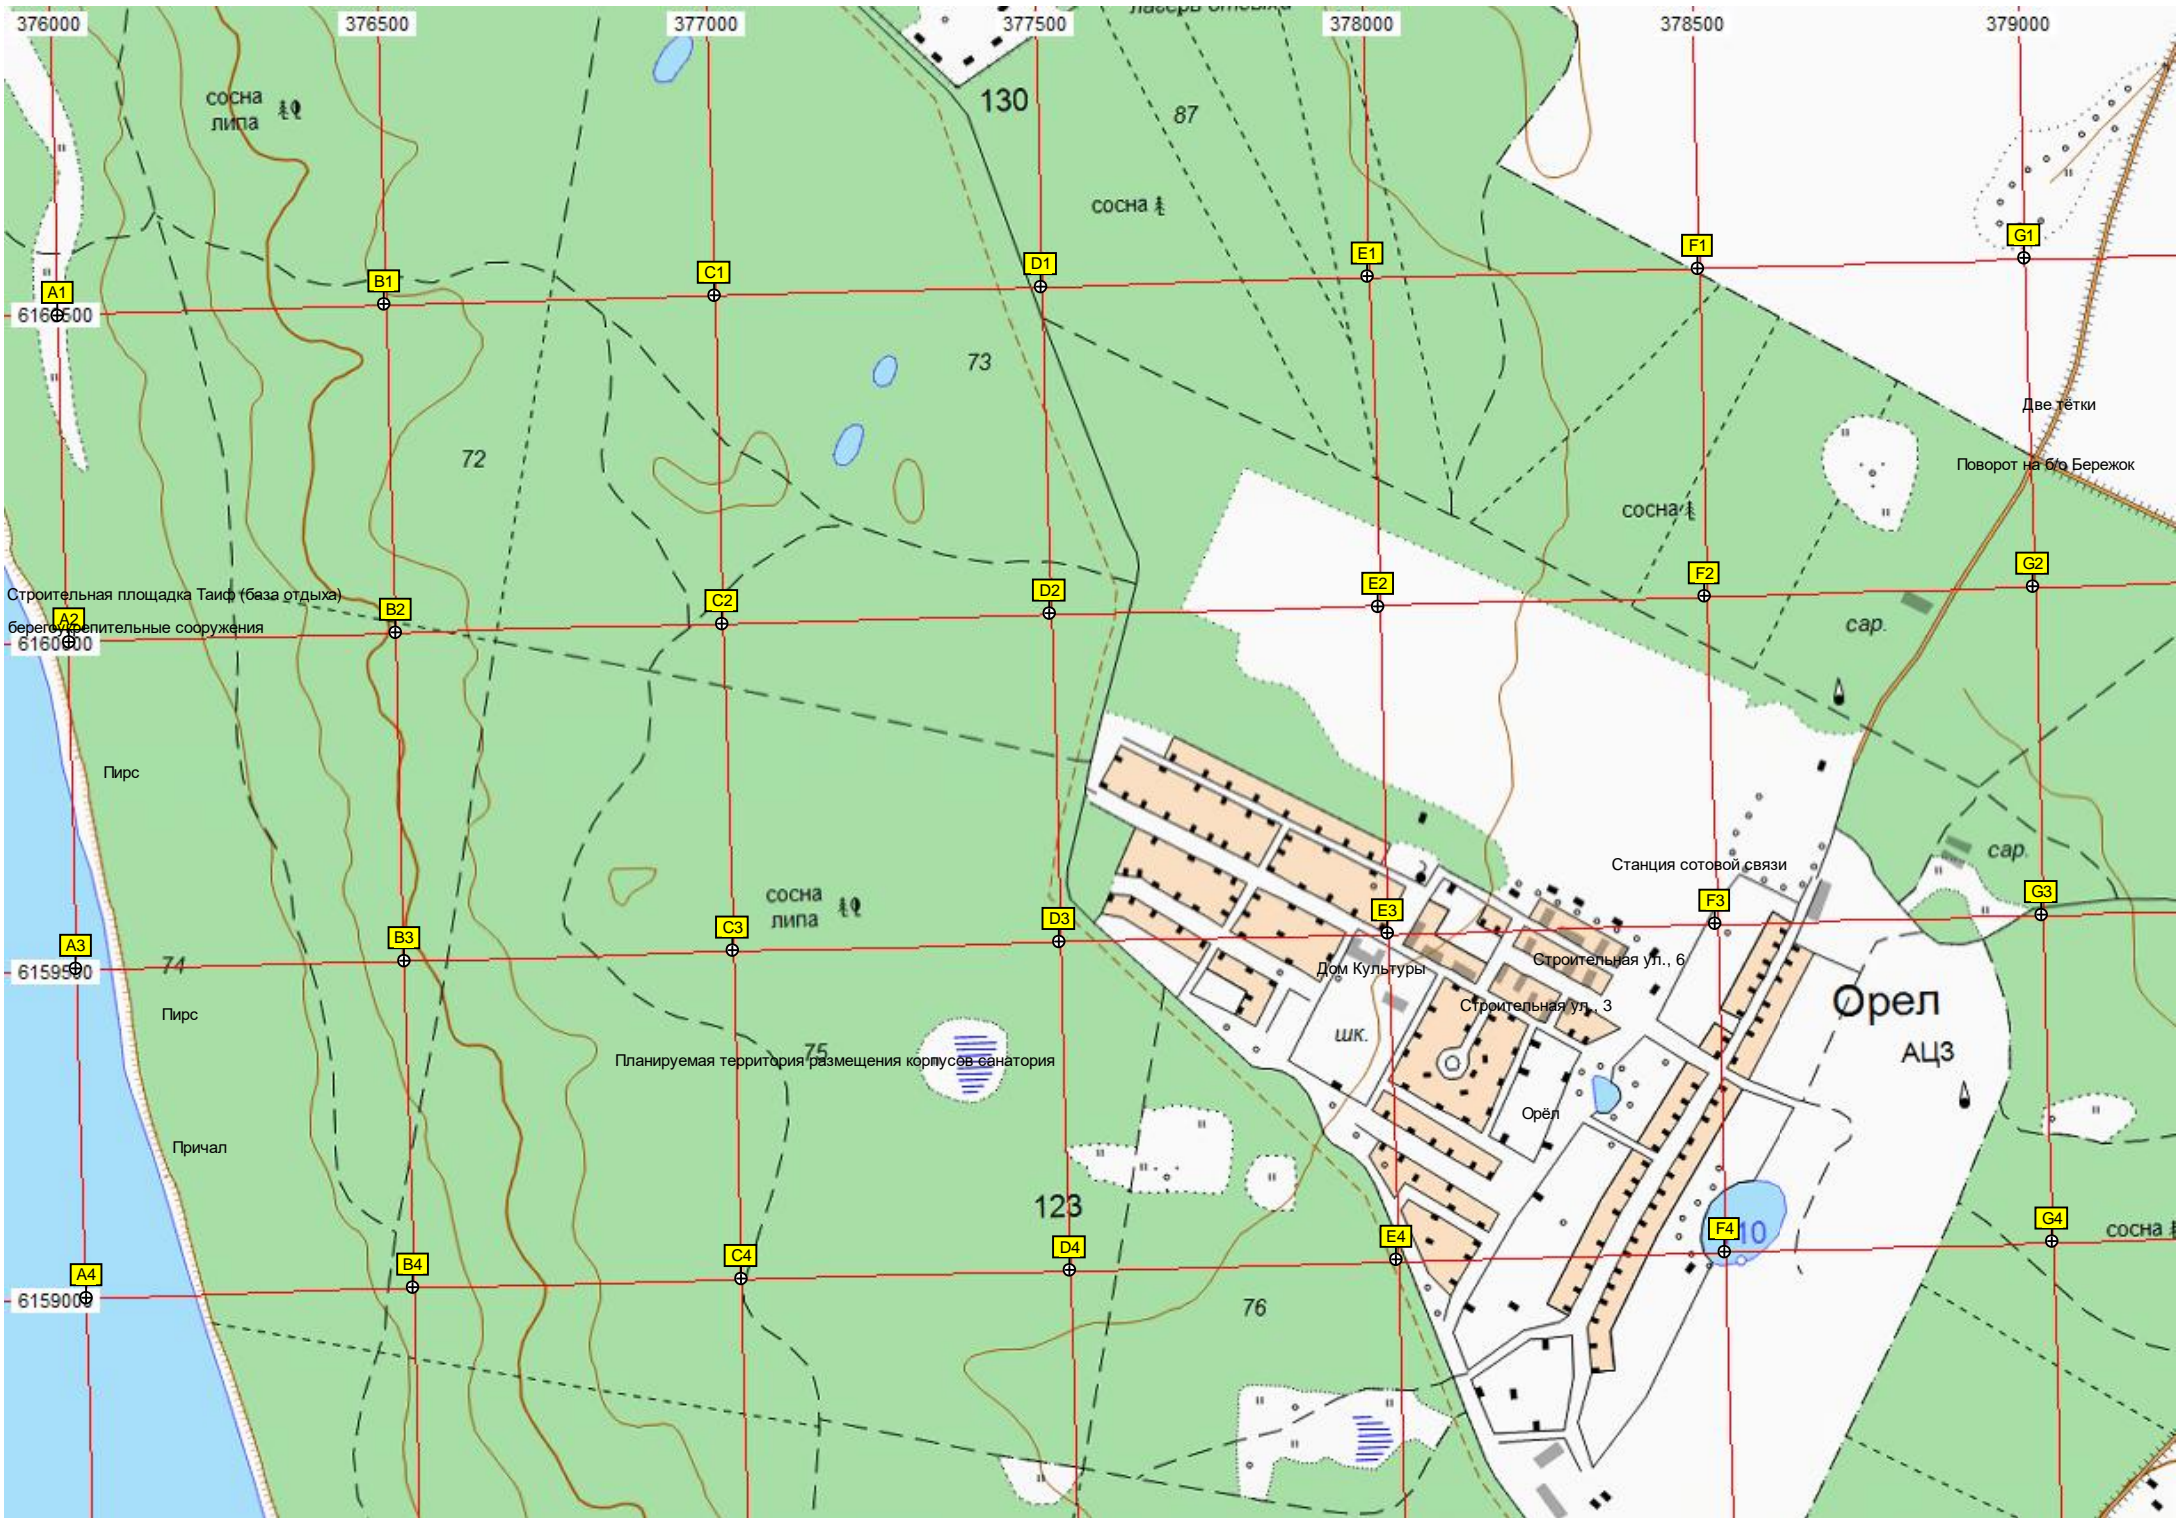 376000 376500 377000 377500 378000 378500 379000
лагерь отдыха
сосна
липа
130
87
сосна
A1 B1 C1 D1 E1 F1 G1
6160500
73
72
Две тётки
Поворот на б/о Бережок
сосна
Строительная площадка Таиф (база отдыха)
A2 B2 C2 D2 E2 F2 G2
берегоукрепительные сооружения
6160000
сар.
Пирс
сосна
липа
Станция сотовой связи
сар.
A3 B3 C3 D3 E3 F3 G3
6159500
74
Дом Культуры
Строительная ул., 6
Строительная ул., 3
Пирс
шк.
Орел
АЦЗ
75
Планируемая территория размещения корпусов санатория
Орёл
Причал
123
A4 B4 C4 D4 E4 F4 G4
10
сосна
6159000
76